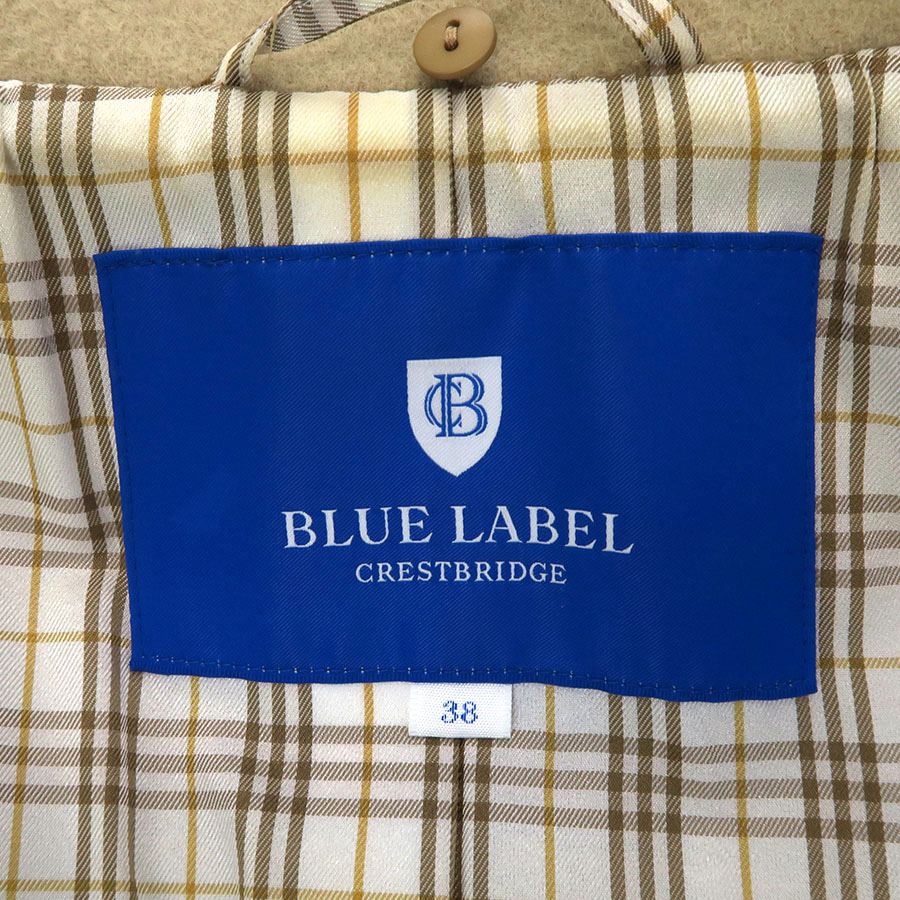 CB
BLUE LABEL
CRESTBRIDGE
38